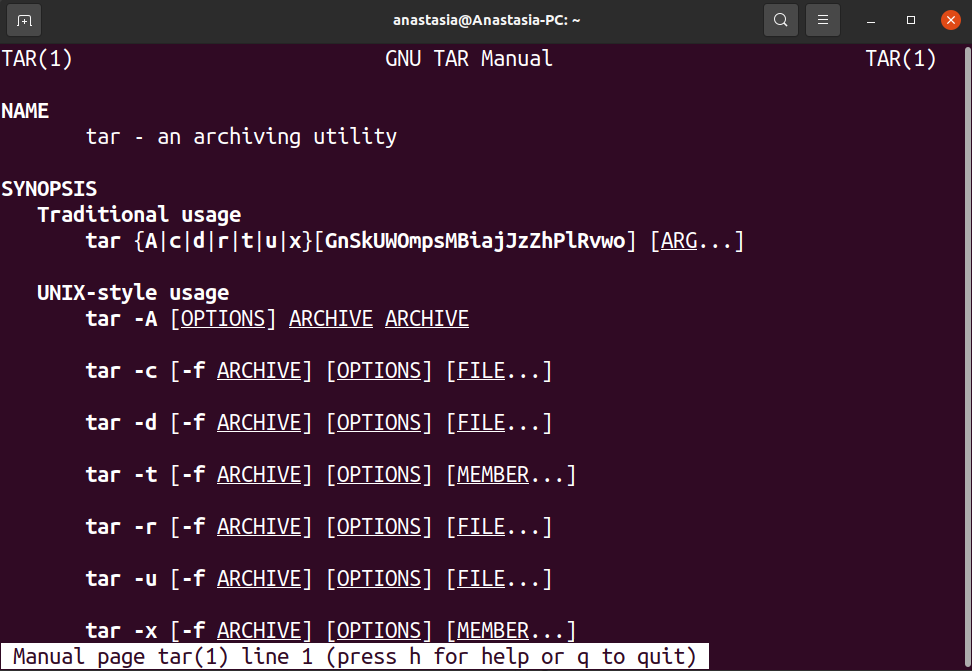 anastasia@Anastasia-PC: ~
TAR(1) GNU TAR Manual TAR(1)
NAME
tar - an archiving utility
SYNOPSIS
Traditional usage
tar {A|c|d|r|t|u|x}[GnSkUWOmpsMBiajJzZhPlRvwo] [ARG...]
UNIX-style usage
tar -A [OPTIONS] ARCHIVE ARCHIVE
tar -c [-f ARCHIVE] [OPTIONS] [FILE...]
tar -d [-f ARCHIVE] [OPTIONS] [FILE...]
tar -t [-f ARCHIVE] [OPTIONS] [MEMBER...]
tar -r [-f ARCHIVE] [OPTIONS] [FILE...]
tar -u [-f ARCHIVE] [OPTIONS] [FILE...]
tar -x [-f ARCHIVE] [OPTIONS] [MEMBER...]
Manual page tar(1) line 1 (press h for help or q to quit)